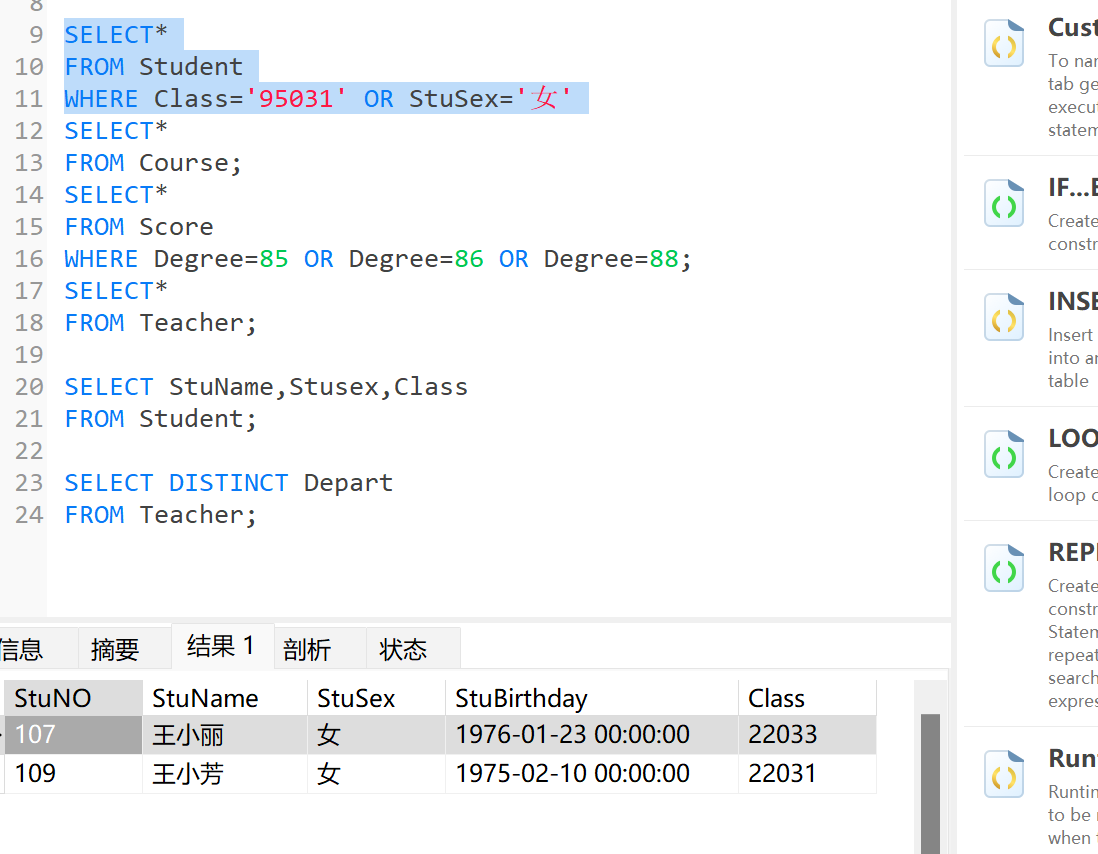 8
9 SELECT*
10 FROM Student
11 WHERE Class='95031' OR StuSex='女'
12 SELECT*
13 FROM Course;
14 SELECT*
15 FROM Score
16 WHERE Degree=85 OR Degree=86 OR Degree=88;
17 SELECT*
18 FROM Teacher;
19
20 SELECT StuName,Stusex,Class
21 FROM Student;
22
23 SELECT DISTINCT Depart
24 FROM Teacher;
信息 摘要 结果 1 剖析 状态
StuNO StuName StuSex StuBirthday Class
107 王小丽 女 1976-01-23 00:00:00 22033
109 王小芳 女 1975-02-10 00:00:00 22031
Cust
To nar
tab ge
execut
statem
IF...E
Create
constr
INSE
Insert
into ar
table
LOO
Create
loop c
REPE
Create
constr
Statem
repeat
search
expres
Runt
Runtin
to be
when